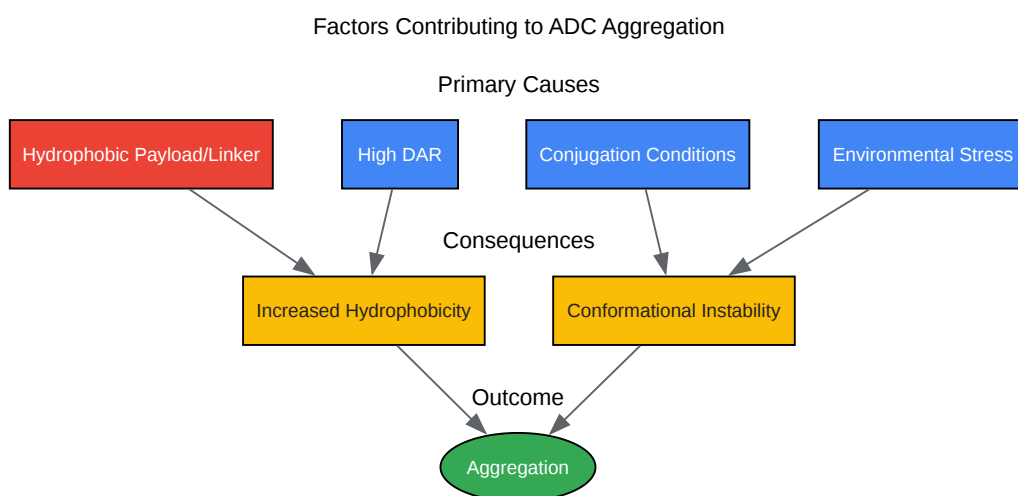 Factors Contributing to ADC Aggregation
Primary Causes
Hydrophobic Payload/Linker
High DAR
Conjugation Conditions
Environmental Stress
Consequences
Increased Hydrophobicity
Conformational Instability
Outcome
Aggregation